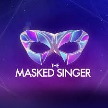 THE
MASKED SINGER